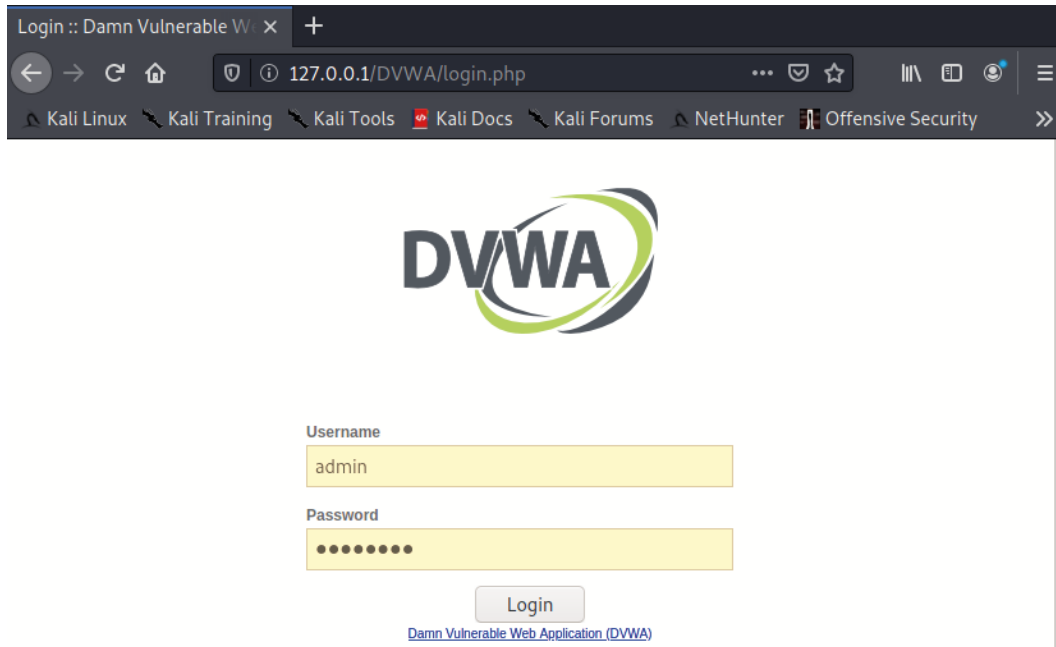 Login :: Damn Vulnerable We
127.0.0.1/DVWA/login.php
Kali Linux Kali Training Kali Tools Kali Docs Kali Forums NetHunter Offensive Security
DVWA
Username
admin
Password
Login
Damn Vulnerable Web Application (DVWA)